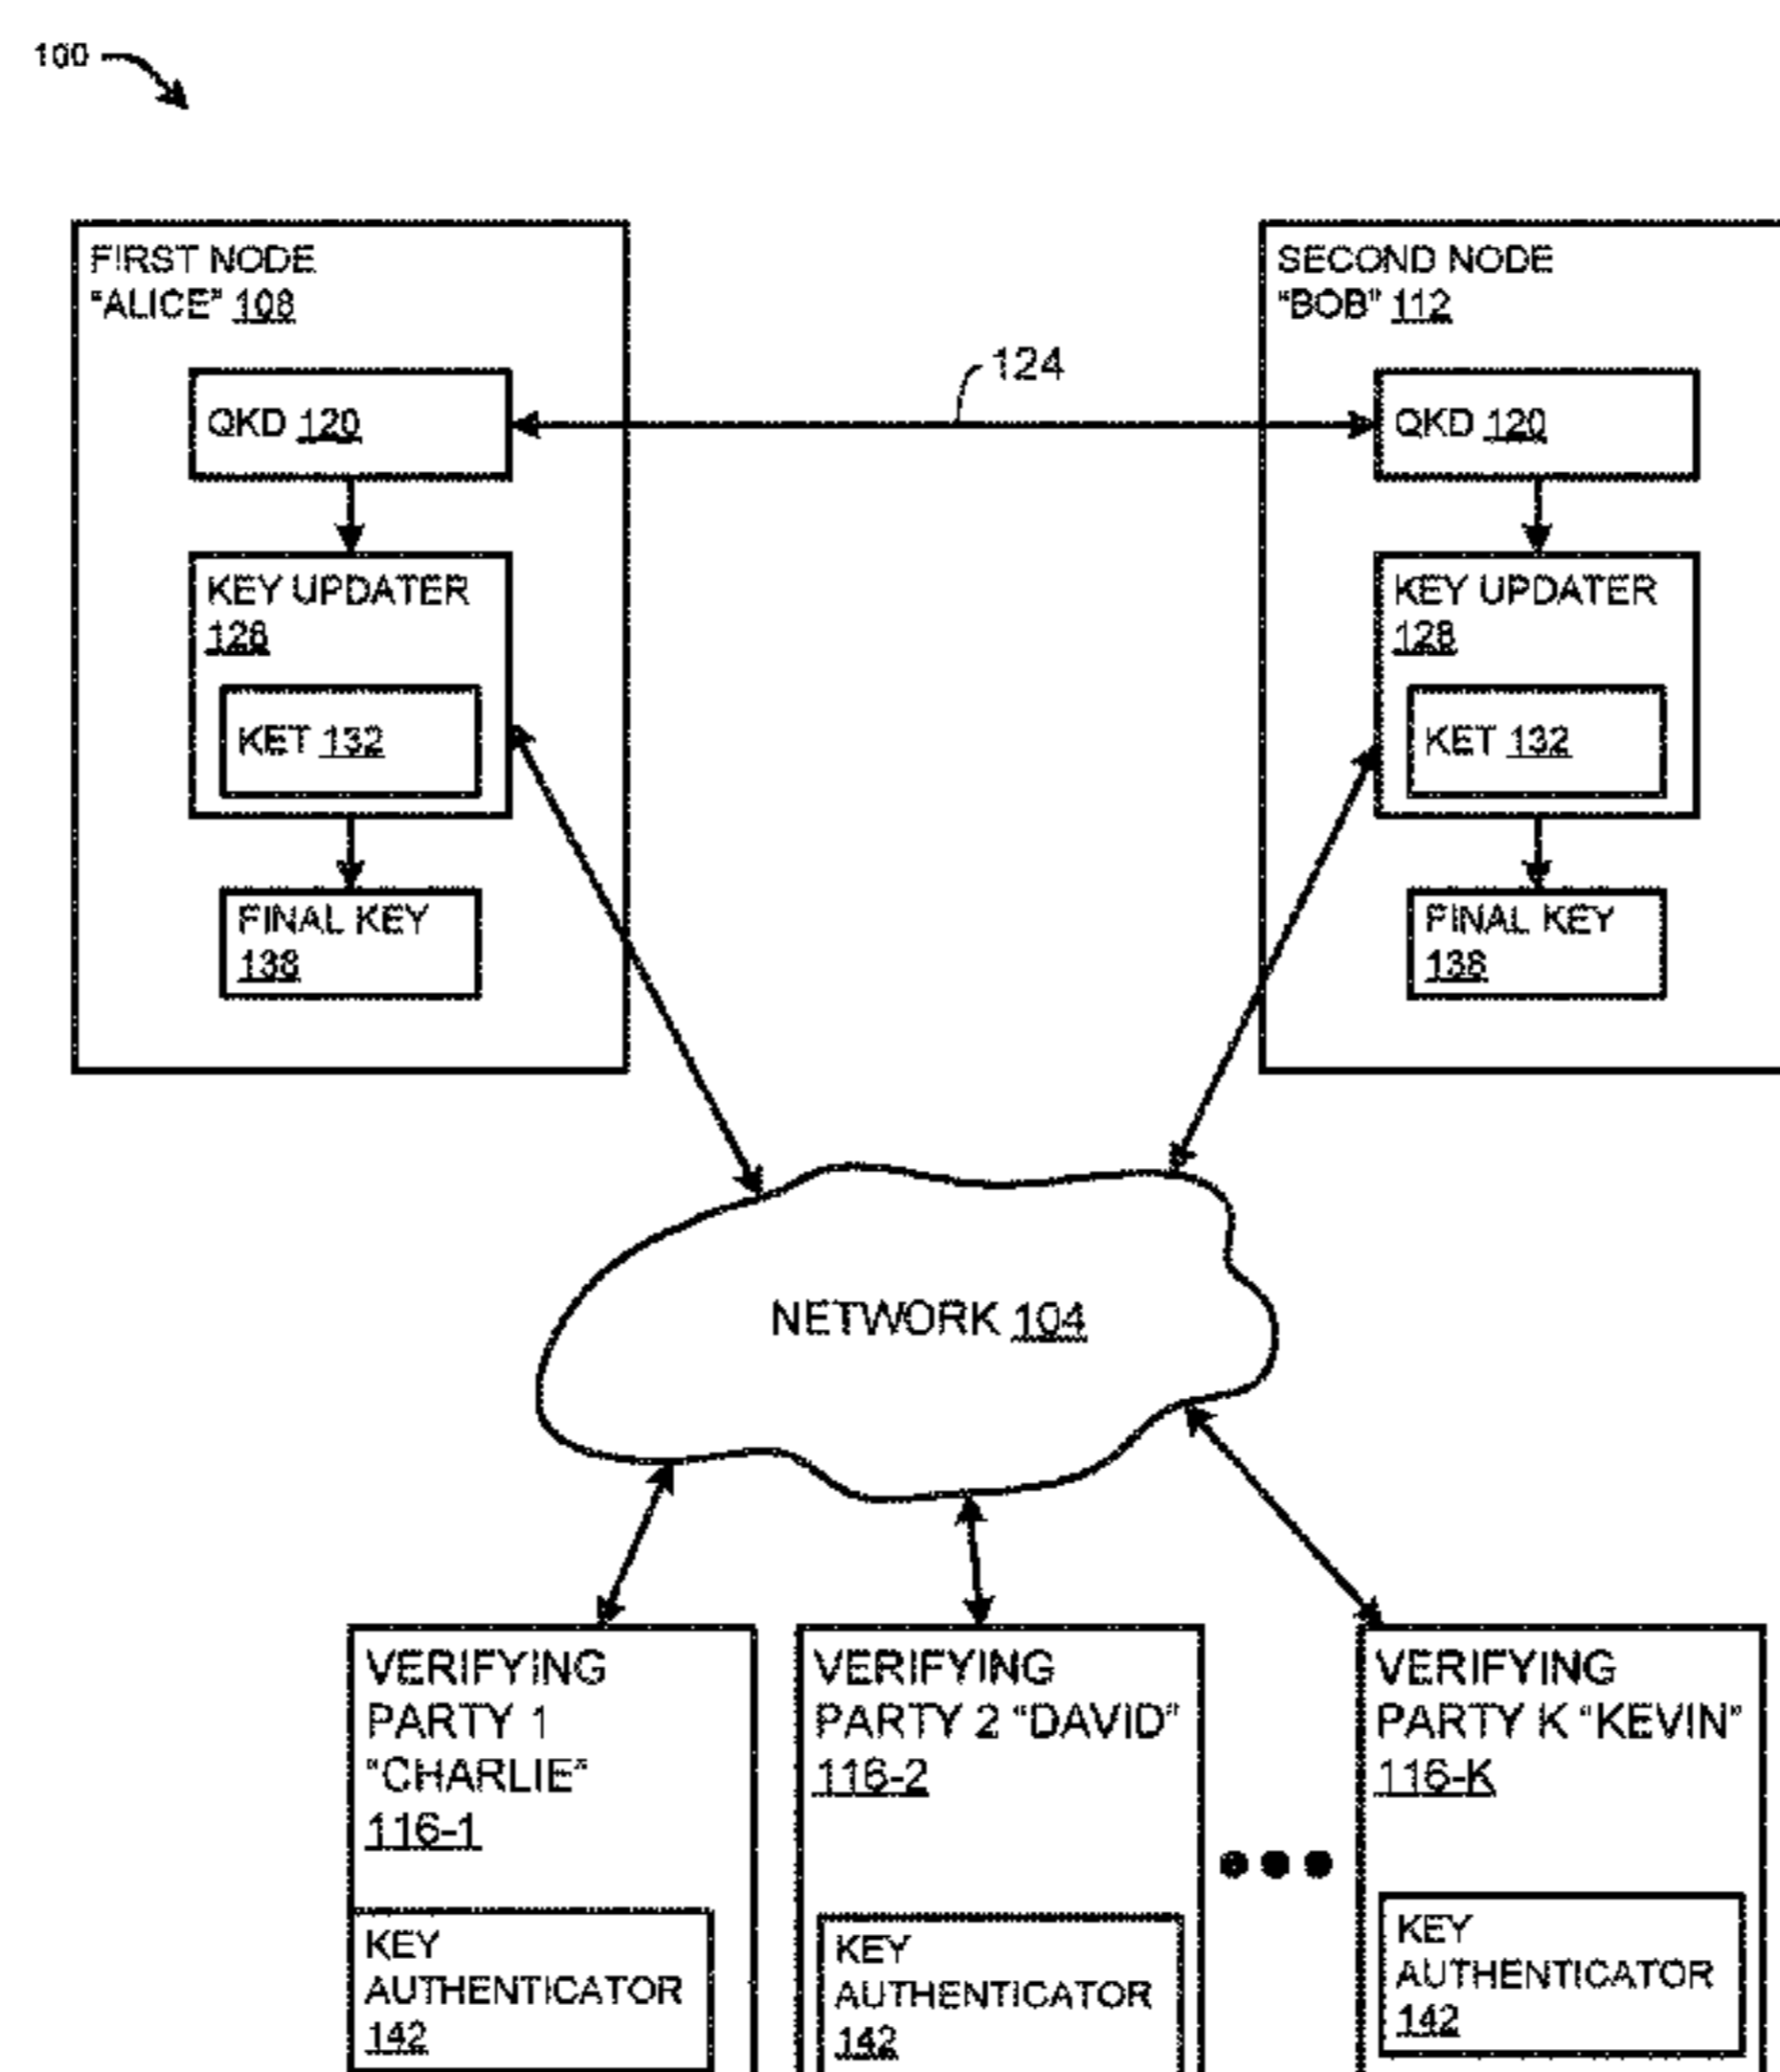 100
FIRST NODE
"ALICE" 108
QKD 120
KEY UPDATER
128
KET 132
FINAL KEY
138
124
SECOND NODE
"BOB" 112
QKD 120
KEY UPDATER
128
KET 132
FINAL KEY
138
NETWORK 104
VERIFYING
PARTY 1
"CHARLIE"
116-1
KEY
AUTHENTICATOR
142
VERIFYING
PARTY 2 "DAVID"
116-2
KEY
AUTHENTICATOR
142
VERIFYING
PARTY K "KEVIN"
116-K
KEY
AUTHENTICATOR
142